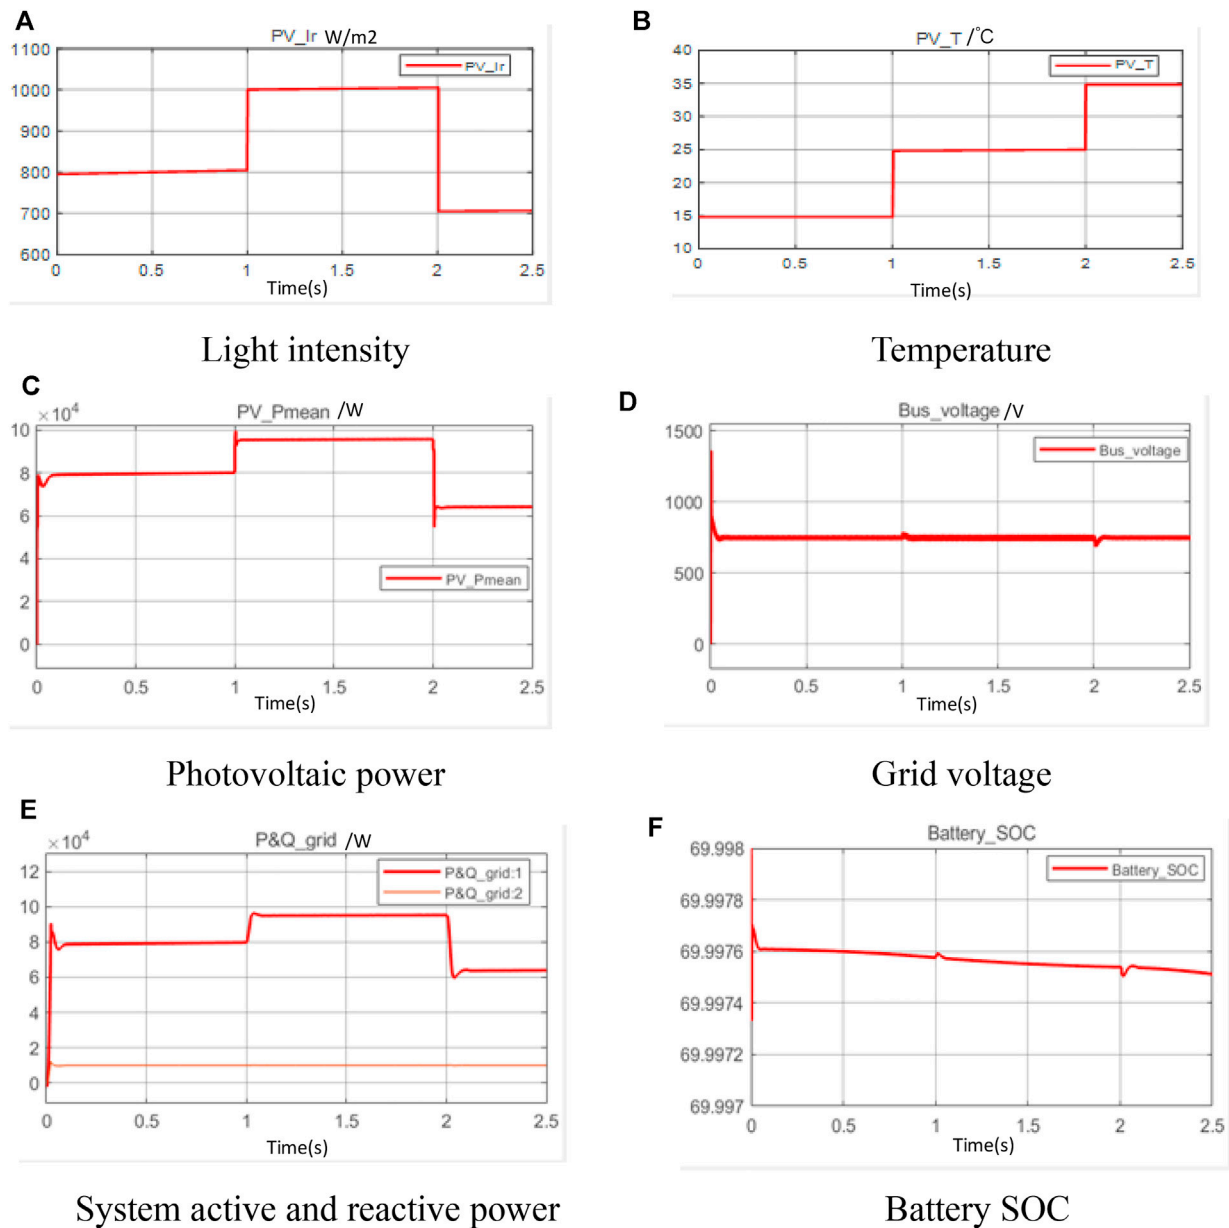 A
PV_Ir W/m2
1100
1000
900
800
700
600
PV_Ir
0 0.5 1 1.5 2 2.5
Time(s)
Light intensity
B
PV_T /℃
40
35
30
25
20
15
10
PV_T
0 0.5 1 1.5 2 2.5
Time(s)
Temperature
C
×10⁴
PV_Pmean /W
10
8
6
4
2
0
PV_Pmean
0 0.5 1 1.5 2 2.5
Time(s)
Photovoltaic power
D
Bus_voltage /V
1500
1000
500
0
Bus_voltage
0 0.5 1 1.5 2 2.5
Time(s)
Grid voltage
E
×10⁴
P&Q_grid /W
12
10
8
6
4
2
0
P&Q_grid:1
P&Q_grid:2
0 0.5 1 1.5 2 2.5
Time(s)
System active and reactive power
F
Battery_SOC
69.998
69.9978
69.9976
69.9974
69.9972
69.997
Battery_SOC
0 0.5 1 1.5 2 2.5
Time(s)
Battery SOC